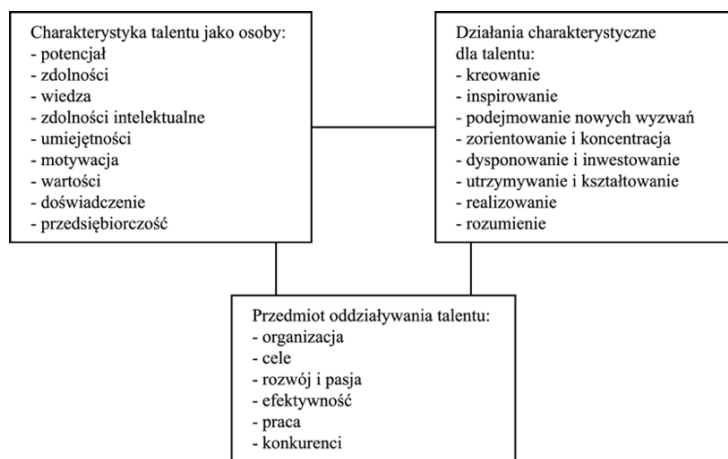 Charakterystyka talentu jako osoby:
- potencjał
- zdolności
- wiedza
- zdolności intelektualne
- umiejętności
- motywacja
- wartości
- doświadczenie
- przedsiębiorczość
Działania charakterystyczne
dla talentu:
- kreowanie
- inspirowanie
- podejmowanie nowych wyzwań
- zorientowanie i koncentracja
- dysponowanie i inwestowanie
- utrzymywanie i kształtowanie
- realizowanie
- rozumienie
Przedmiot oddziaływania talentu:
- organizacja
- cele
- rozwój i pasja
- efektywność
- praca
- konkurenci